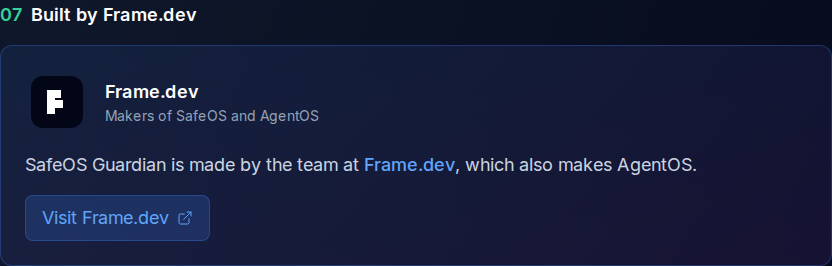 07 Built by Frame.dev
F
Frame.dev
Makers of SafeOS and AgentOS
SafeOS Guardian is made by the team at Frame.dev, which also makes AgentOS.
Visit Frame.dev